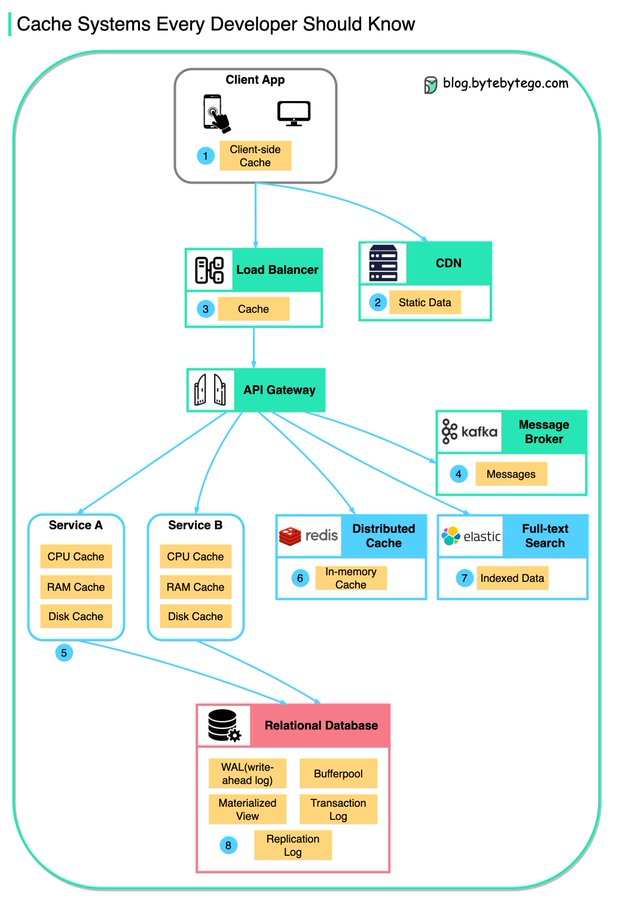 Cache Systems Every Developer Should Know
blog.bytebytego.com
Client App
1
Client-side
Cache
Load Balancer
3
Cache
CDN
2
Static Data
API Gateway
kafka
Message
Broker
4
Messages
Service A
CPU Cache
RAM Cache
Disk Cache
5
Service B
CPU Cache
RAM Cache
Disk Cache
redis
Distributed
Cache
6
In-memory
Cache
elastic
Full-text
Search
7
Indexed Data
Relational Database
WAL(write-
ahead log)
Bufferpool
Materialized
View
Transaction
Log
8
Replication
Log